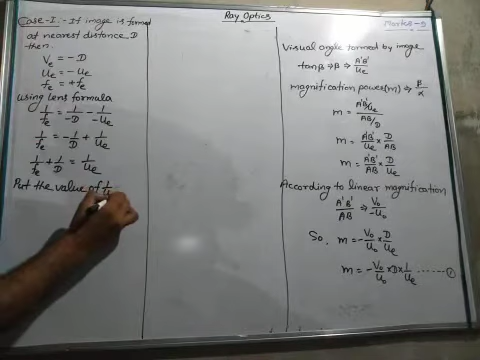 Ray Optics
Marks-5
Case-I:- If image is formed
at nearest distance D
then.
Ve = -D
Ue = -Ue
fe = +fe
using lens formula
1/fe = 1/-D - 1/-Ue
1/fe = -1/D + 1/Ue
1/fe + 1/D = 1/Ue
Put the value of 1/U
Visual angle formed by image
tanβ ⇒ β ⇒ A'B'/Ue
magnification power(m) ⇒ β/α
m = A'B'/Ue / AB/D
m = A'B'/Ue × D/AB
m = A'B'/AB × D/Ue
According to linear magnification
A'B'/AB ⇒ Vo/-Uo
So, m = -Vo/Uo × D/Ue
m = -Vo/Uo × D × 1/Ue ------